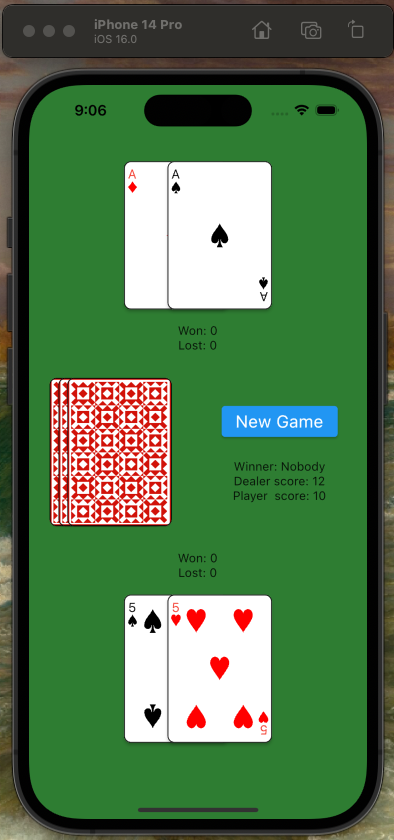 iPhone 14 Pro
iOS 16.0
9:06
A A
A
Won: 0
Lost: 0
New Game
Winner: Nobody
Dealer score: 12
Player  score: 10
Won: 0
Lost: 0
5 5
5